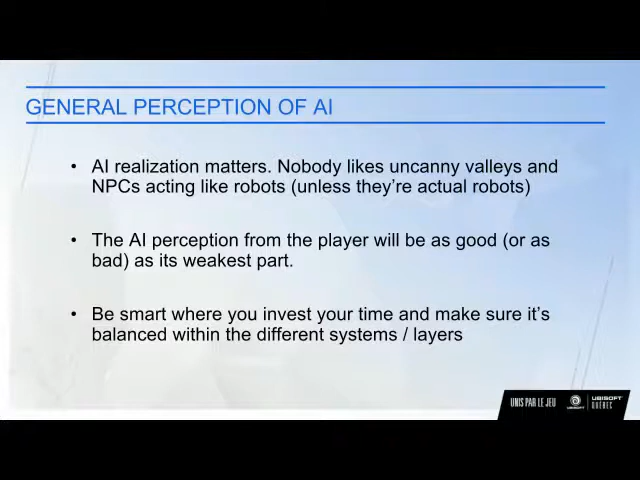 GENERAL PERCEPTION OF AI
• AI realization matters. Nobody likes uncanny valleys and
NPCs acting like robots (unless they're actual robots)
• The AI perception from the player will be as good (or as
bad) as its weakest part.
• Be smart where you invest your time and make sure it's
balanced within the different systems / layers
UNIS PAR LE JEU
UBISOFT
UBISOFT
QUÉBEC